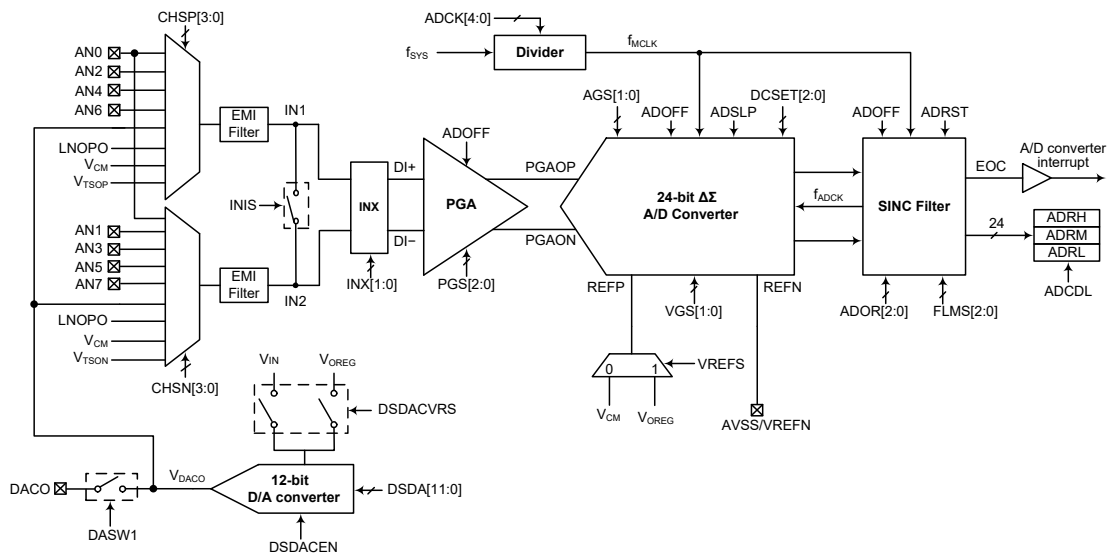 CHSP[3:0]
AN0
AN2
AN4
AN6
LNOPO
VCM
VTSOP
EMI
Filter
IN1
ADCK[4:0]
fSYS
Divider
fMCLK
AGS[1:0]
ADOFF
ADSLP
DCSET[2:0]
ADOFF
ADRST
ADOFF
INIS
INX
DI+
DI−
INX[1:0]
PGA
PGS[2:0]
PGAOP
PGAON
24-bit ΔΣ
A/D Converter
fADCK
SINC Filter
EOC
A/D converter
interrupt
24
ADRH
ADRM
ADRL
ADCDL
AN1
AN3
AN5
AN7
EMI
Filter
IN2
LNOPO
VCM
VTSON
CHSN[3:0]
REFP
REFN
VGS[1:0]
ADOR[2:0]
FLMS[2:0]
0
1
VREFS
VCM
VOREG
AVSS/VREFN
VIN
VOREG
DSDACVRS
DACO
DASW1
VDACO
12-bit
D/A converter
DSDA[11:0]
DSDACEN